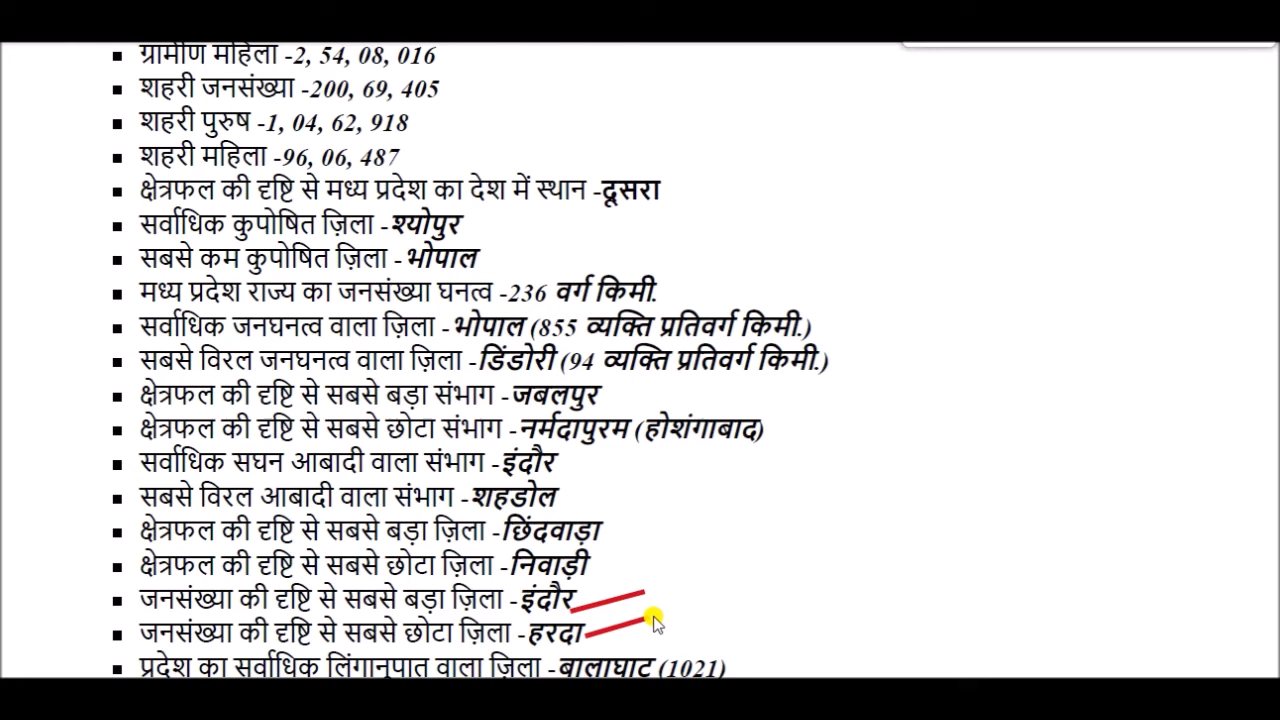 ग्रामीण महिला -2, 54, 08, 016
शहरी जनसंख्या -200, 69, 405
शहरी पुरुष -1, 04, 62, 918
शहरी महिला -96, 06, 487
क्षेत्रफल की दृष्टि से मध्य प्रदेश का देश में स्थान -दूसरा
सर्वाधिक कुपोषित ज़िला -श्योपुर
सबसे कम कुपोषित ज़िला -भोपाल
मध्य प्रदेश राज्य का जनसंख्या घनत्व -236 वर्ग किमी.
सर्वाधिक जनघनत्व वाला ज़िला -भोपाल (855 व्यक्ति प्रतिवर्ग किमी.)
सबसे विरल जनघनत्व वाला ज़िला -डिंडोरी (94 व्यक्ति प्रतिवर्ग किमी.)
क्षेत्रफल की दृष्टि से सबसे बड़ा संभाग -जबलपुर
क्षेत्रफल की दृष्टि से सबसे छोटा संभाग -नर्मदापुरम (होशंगाबाद)
सर्वाधिक सघन आबादी वाला संभाग -इंदौर
सबसे विरल आबादी वाला संभाग -शहडोल
क्षेत्रफल की दृष्टि से सबसे बड़ा ज़िला -छिंदवाड़ा
क्षेत्रफल की दृष्टि से सबसे छोटा ज़िला -निवाड़ी
जनसंख्या की दृष्टि से सबसे बड़ा ज़िला -इंदौर
जनसंख्या की दृष्टि से सबसे छोटा ज़िला -हरदा
प्रदेश का सर्वाधिक लिंगानुपात वाला ज़िला -बालाघाट (1021)